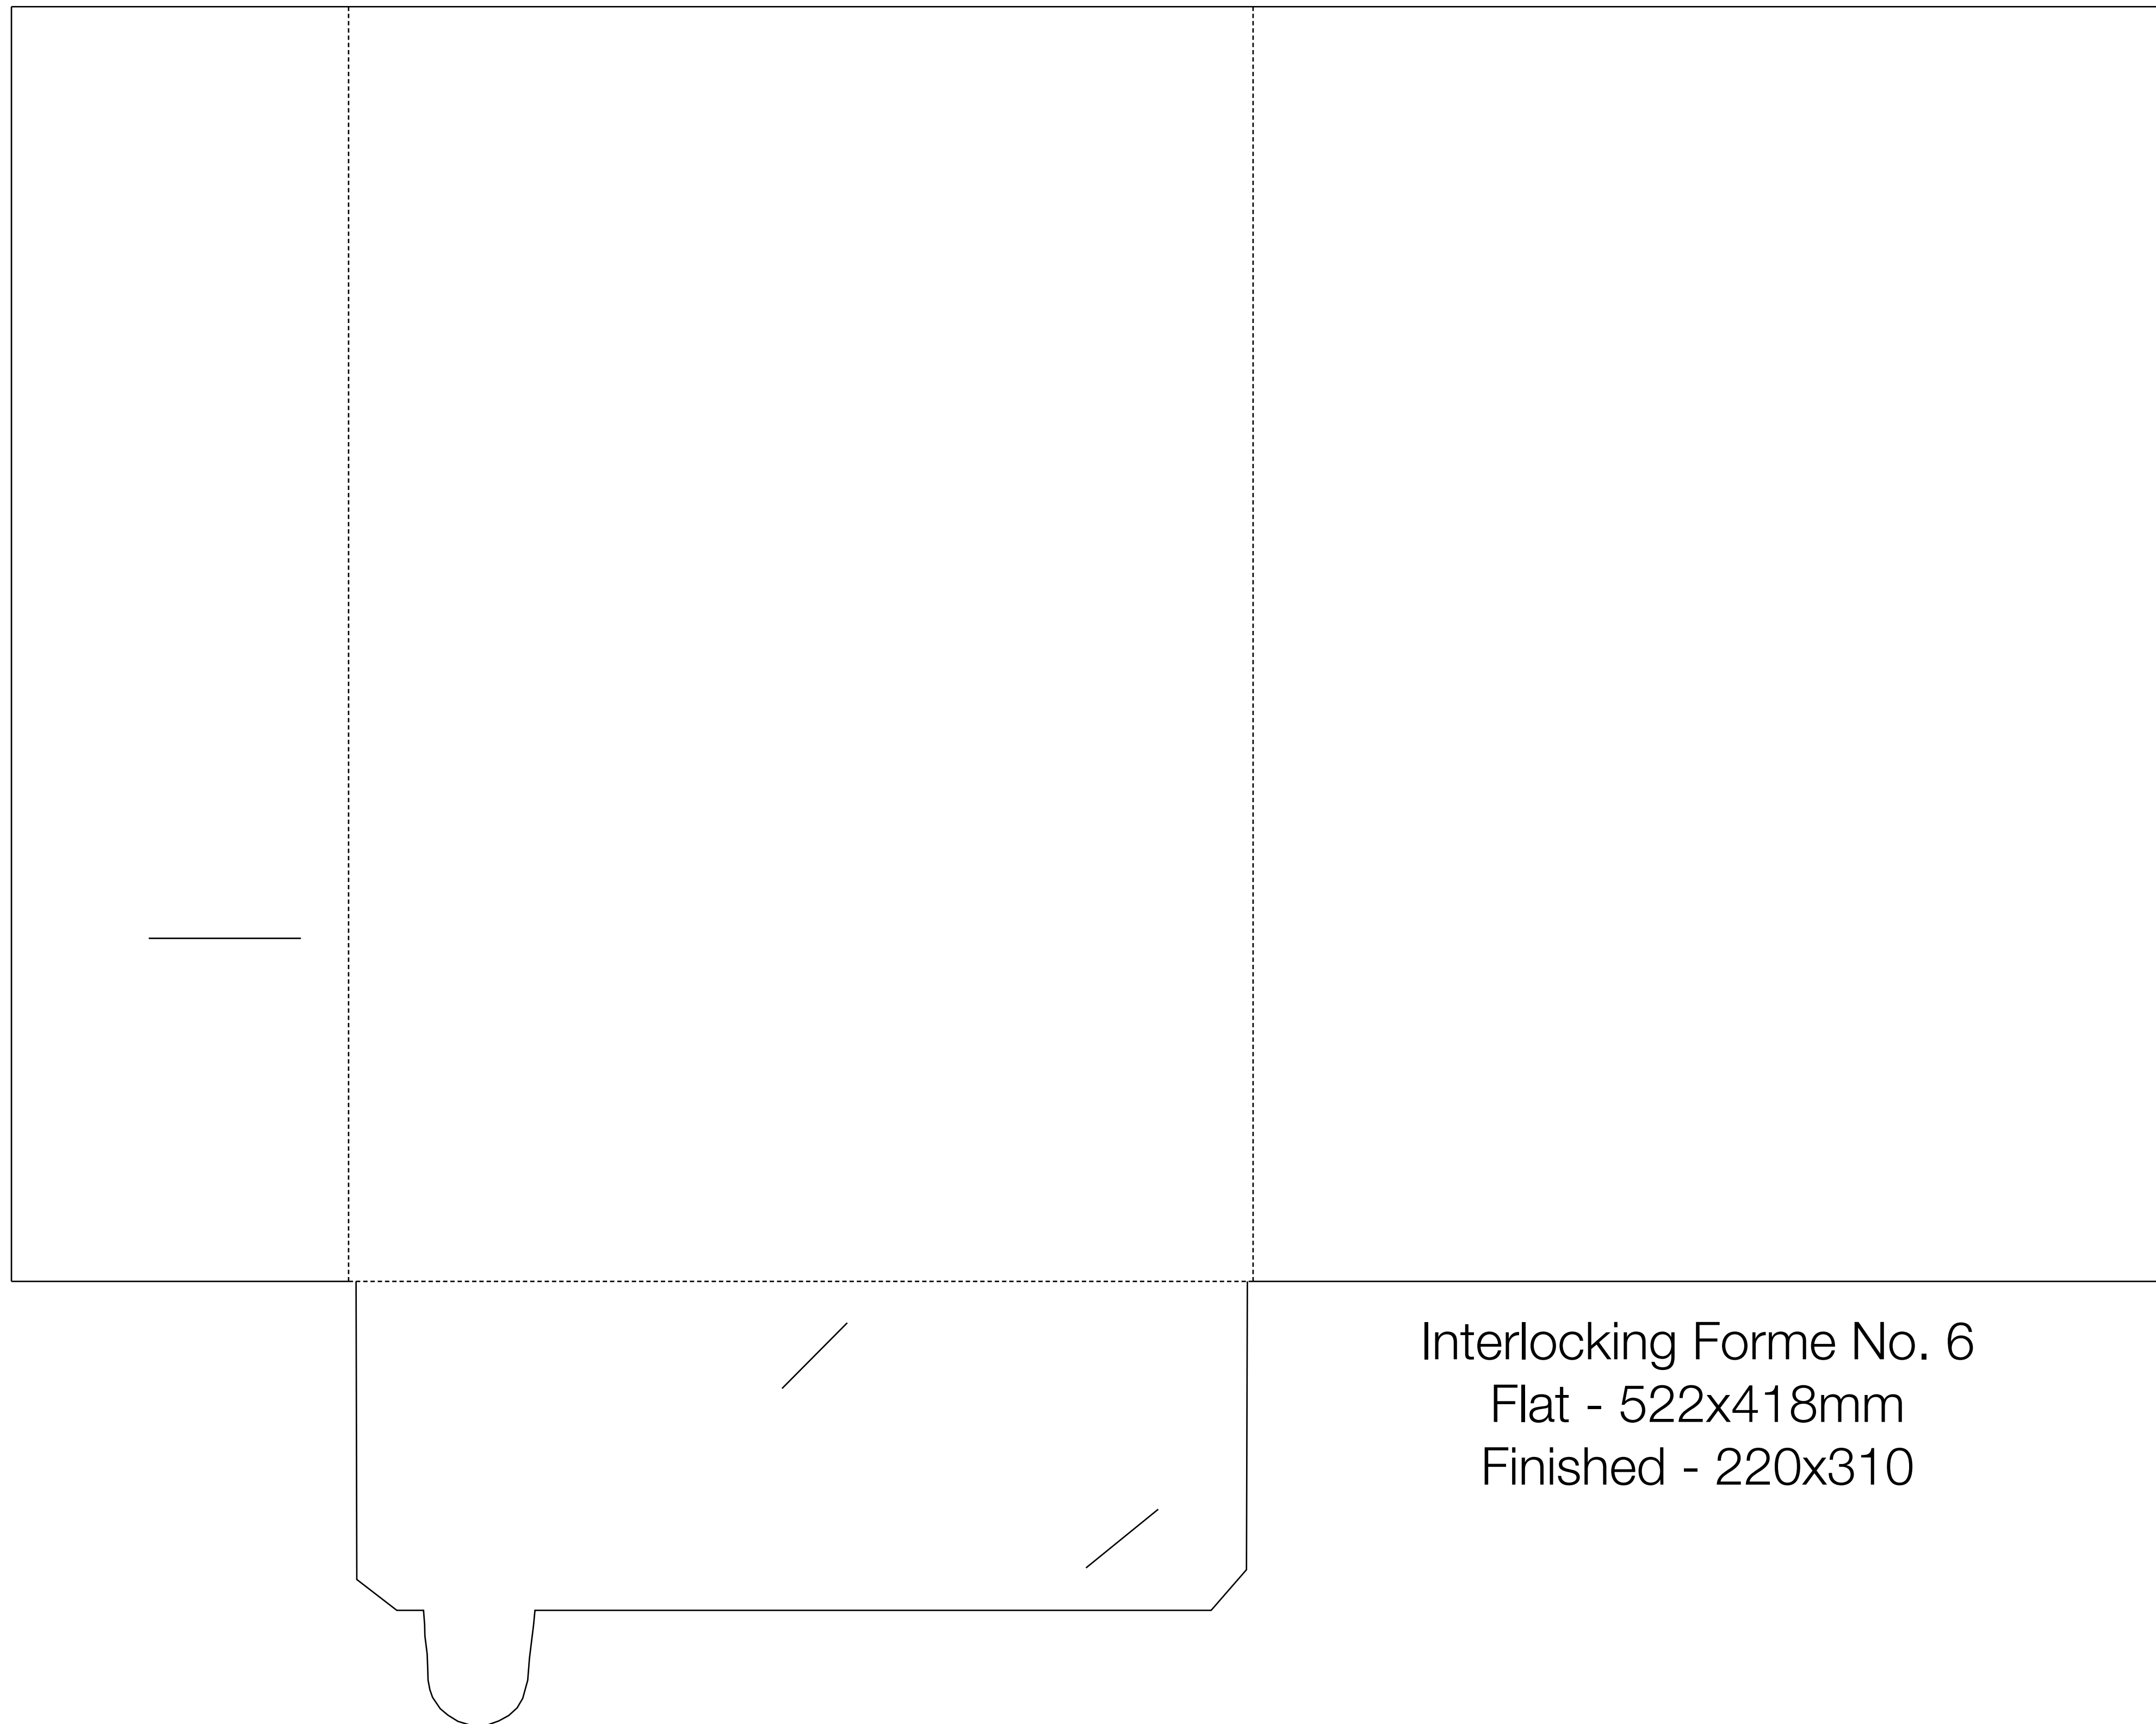 Interlocking Forme No. 6
Flat - 522x418mm
Finished - 220x310